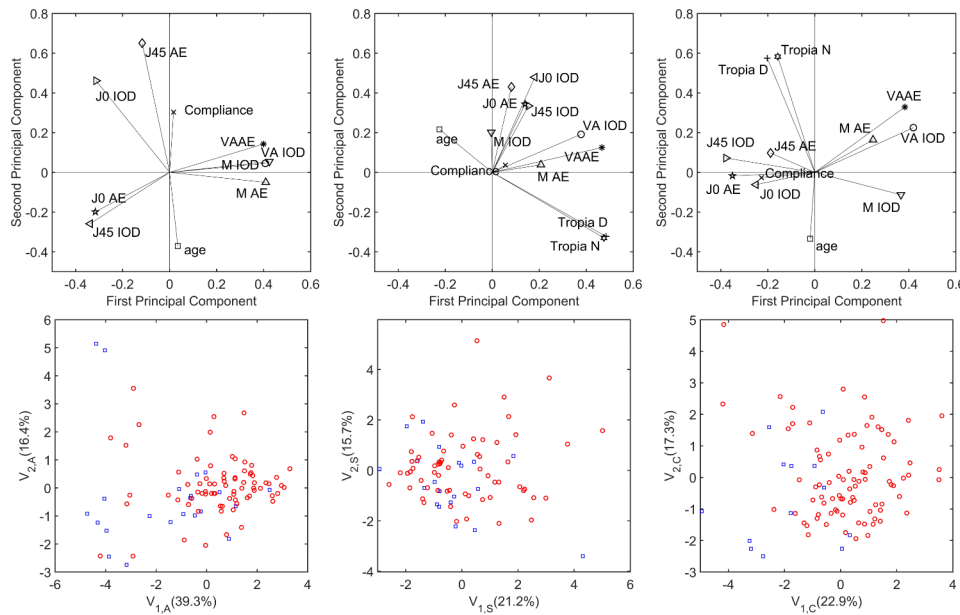 0.8
0.6
0.4
0.2
0
-0.2
-0.4
-0.4 -0.2 0 0.2 0.4 0.6
Second Principal Component
First Principal Component
J45 AE
J0 IOD
Compliance
VAAE
VA IOD
M IOD
M AE
J0 AE
J45 IOD
age
0.8
0.6
0.4
0.2
0
-0.2
-0.4
-0.4 -0.2 0 0.2 0.4 0.6
Second Principal Component
First Principal Component
J45 AE
J0 IOD
J0 AE
J45 IOD
age
M IOD
VA IOD
VAAE
M AE
Compliance
Tropia D
Tropia N
0.8
0.6
0.4
0.2
0
-0.2
-0.4
-0.4 -0.2 0 0.2 0.4 0.6
Second Principal Component
First Principal Component
Tropia N
Tropia D
VAAE
M AE
VA IOD
J45 IOD
J45 AE
Compliance
J0 AE
J0 IOD
M IOD
age
6
5
4
3
2
1
0
-1
-2
-3
-6 -4 -2 0 2 4
V2,A(16.4%)
V1,A(39.3%)
6
4
2
0
-2
-4
-2 0 2 4 6
V2,S(15.7%)
V1,S(21.2%)
5
4
3
2
1
0
-1
-2
-3
-5 0 5
V2,C(17.3%)
V1,C(22.9%)